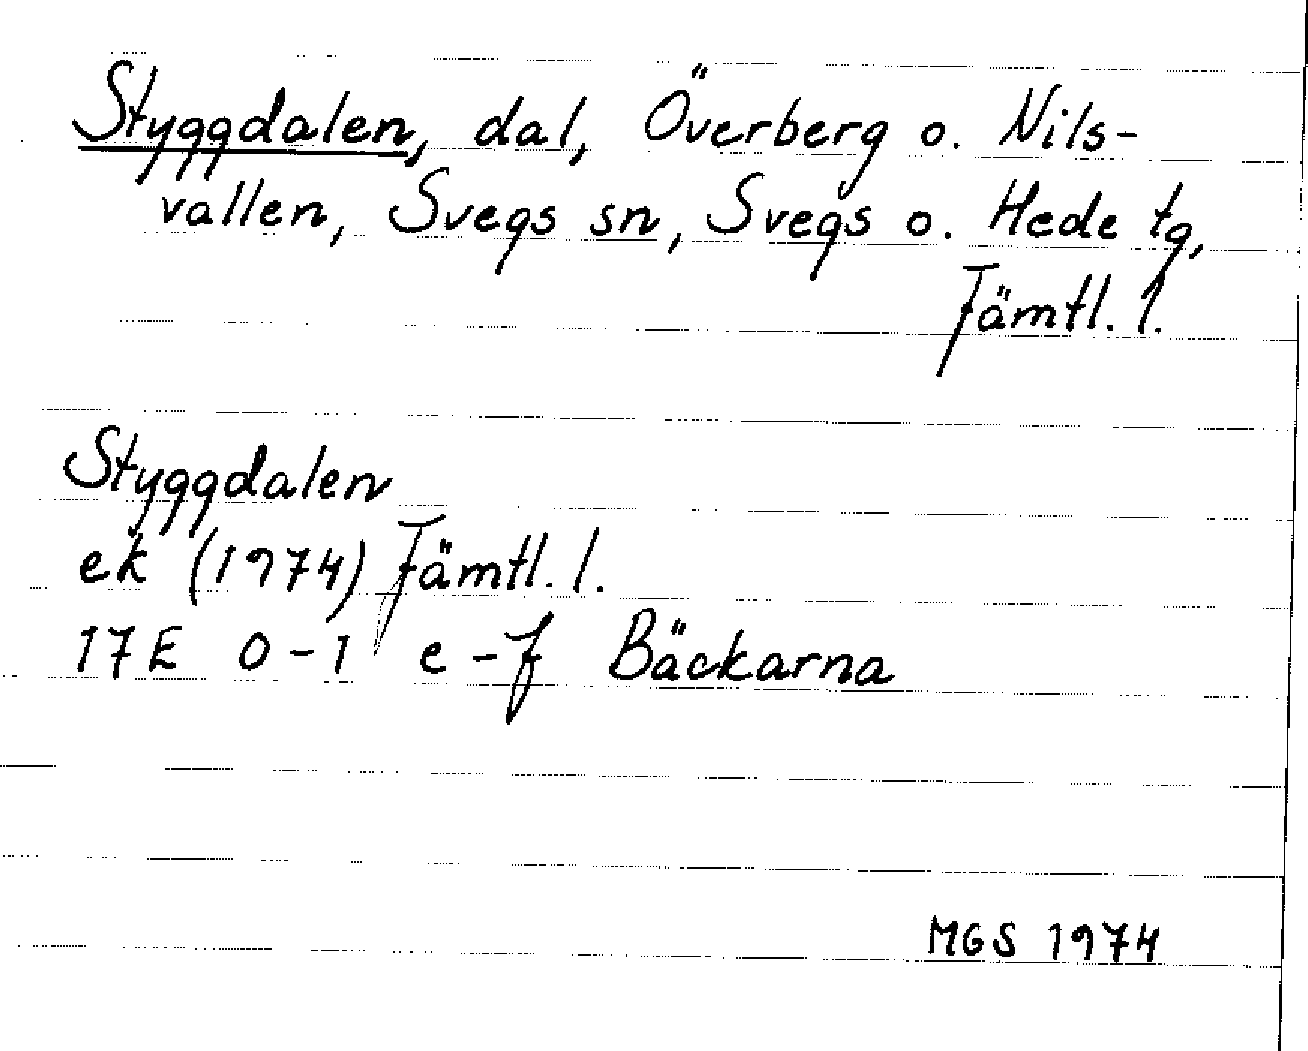 Styggdalen, dal, Överberg o. Nils-
vallen, Svegs sn, Svegs o. Hede tg,
Jämtl. l.
Styggdalen
ek (1974) Jämtl. l.
17E 0-1 e-f Bäckarna
MGS 1974